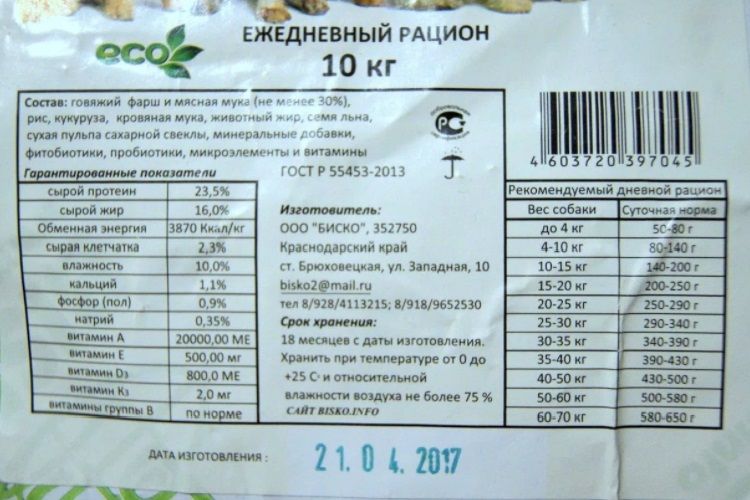 eco
ЕЖЕДНЕВНЫЙ РАЦИОН
10 кг
Состав: говяжий фарш и мясная мука (не менее 30%),
рис, кукуруза, кровяная мука, животный жир, семя льна,
сухая пульпа сахарной свеклы, минеральные добавки,
фитобиотики, пробиотики, микроэлементы и витамины
Гарантированные показатели
ГОСТ Р 55453-2013
сырой протеин 23,5%
сырой жир 16,0%
Обменная энергия 3870 Ккал/кг
сырая клетчатка 2,3%
влажность 10,0%
кальций 1,1%
фосфор (пол) 0,9%
натрий 0,35%
витамин А 20000,00 МЕ
витамин Е 500,00 мг
витамин D3 800,0 МЕ
витамин К3 2,0 мг
витамины группы В по норме
Изготовитель:
ООО "БИСКО", 352750
Краснодарский край
ст. Брюховецкая, ул. Западная, 10
bisko2@mail.ru
тел 8/928/4113215; 8/918/9652530
Срок хранения:
18 месяцев с даты изготовления.
Хранить при температуре от 0 до
+25 С° и относительной
влажности воздуха не более 75 %
САЙТ BISKO.INFO
РС
4 603720 397045
Рекомендуемый дневной рацион
Вес собаки Суточная норма
до 4 кг 50-80 г
4-10 кг 80-140 г
10-15 кг 140-200 г
15-20 кг 200-250 г
20-25 кг 250-290 г
25-30 кг 290-340 г
30-35 кг 340-390 г
35-40 кг 390-430 г
40-50 кг 430-500 г
50-60 кг 500-580 г
60-70 кг 580-650 г
ДАТА ИЗГОТОВЛЕНИЯ :
21. 04. 2017